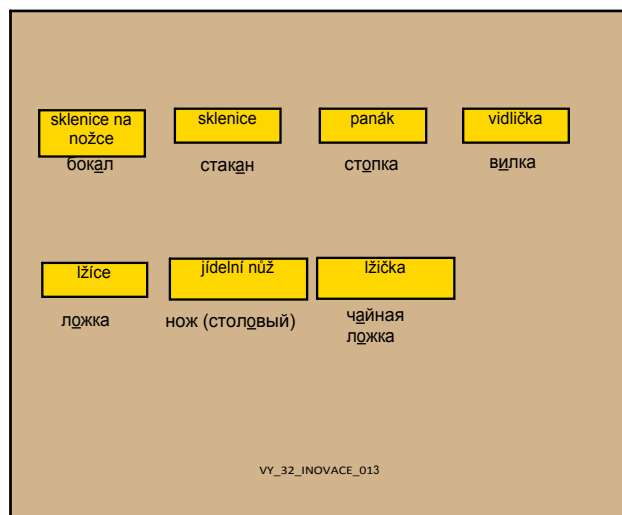 sklenice na
nožce
sklenice
panák
vidlička
бокал
стакан
стопка
вилка
lžíce
jídelní nůž
lžička
ложка
нож (столовый)
чайная
ложка
VY_32_INOVACE_013